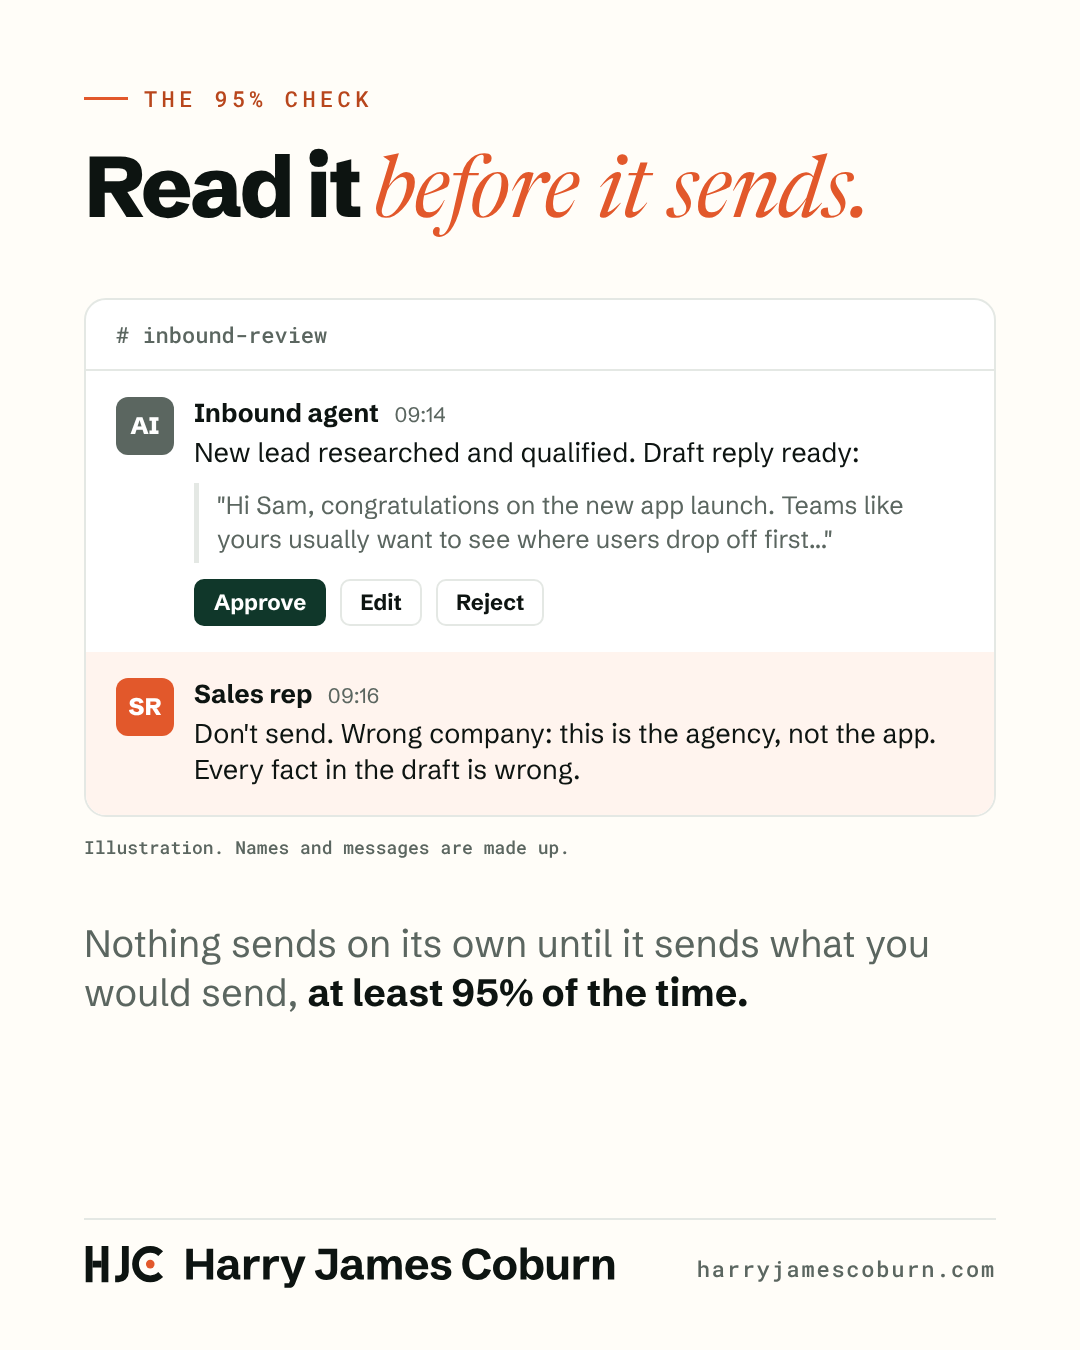 THE 95% CHECK
Read it before it sends.
# inbound-review
AI
Inbound agent 09:14
New lead researched and qualified. Draft reply ready:
"Hi Sam, congratulations on the new app launch. Teams like
yours usually want to see where users drop off first..."
Approve Edit Reject
SR
Sales rep 09:16
Don't send. Wrong company: this is the agency, not the app.
Every fact in the draft is wrong.
Illustration. Names and messages are made up.
Nothing sends on its own until it sends what you
would send, at least 95% of the time.
HJC Harry James Coburn harryjamescoburn.com